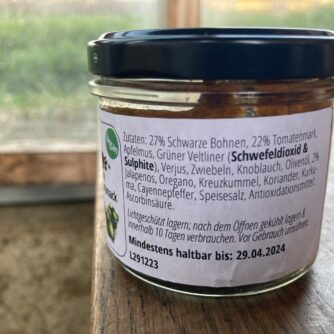 Zutaten: 27% Schwarze Bohnen, 22% Tomatenmark,
Apfelmus, Grüner Veltliner (Schwefeldioxid &
Sulphite), Verjus, Zwiebeln, Knoblauch, Olivenöl, 2%
Jalapenos, Oregano, Kreuzkummel, Koriander, Kurku-
ma, Cayennepfeffer, Speisesalz, Antioxidationsmittel:
Ascorbinsäure.
Lichtgeschützt lagern; nach dem Öffnen gekühlt lagern &
innerhalb 10 Tagen verbrauchen. Vor Gebrauch umrühren.
Mindestens haltbar bis: 29.04.2024
L291223